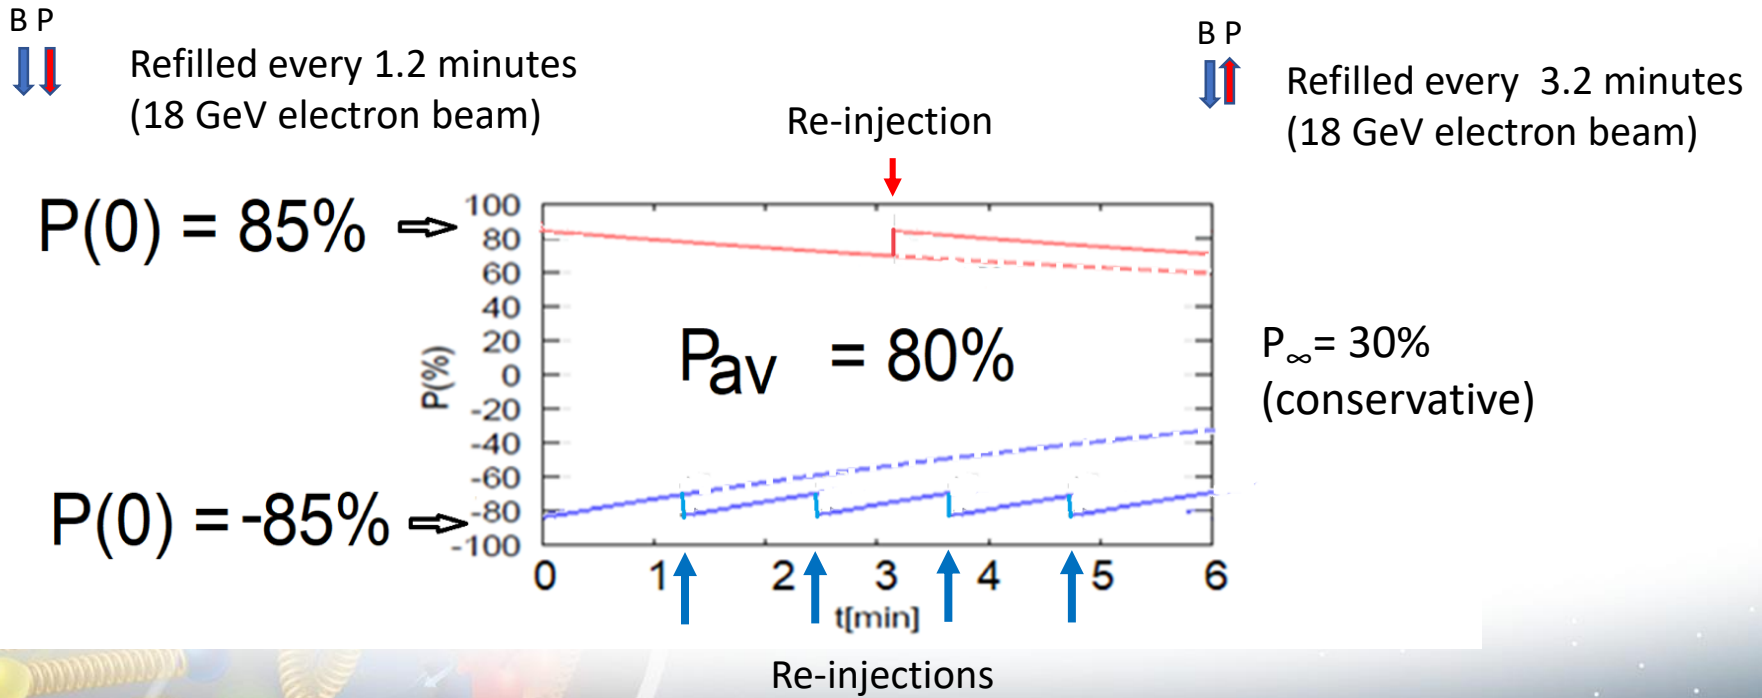 B P
Refilled every 1.2 minutes
(18 GeV electron beam)
B P
Refilled every 3.2 minutes
(18 GeV electron beam)
Re-injection
P(0) = 85%
P(0) = -85%
100
80
60
40
20
0
-20
-40
-60
-80
-100
P(%)
Pav = 80%
P∞= 30%
(conservative)
0 1 2 3 4 5 6
t[min]
Re-injections